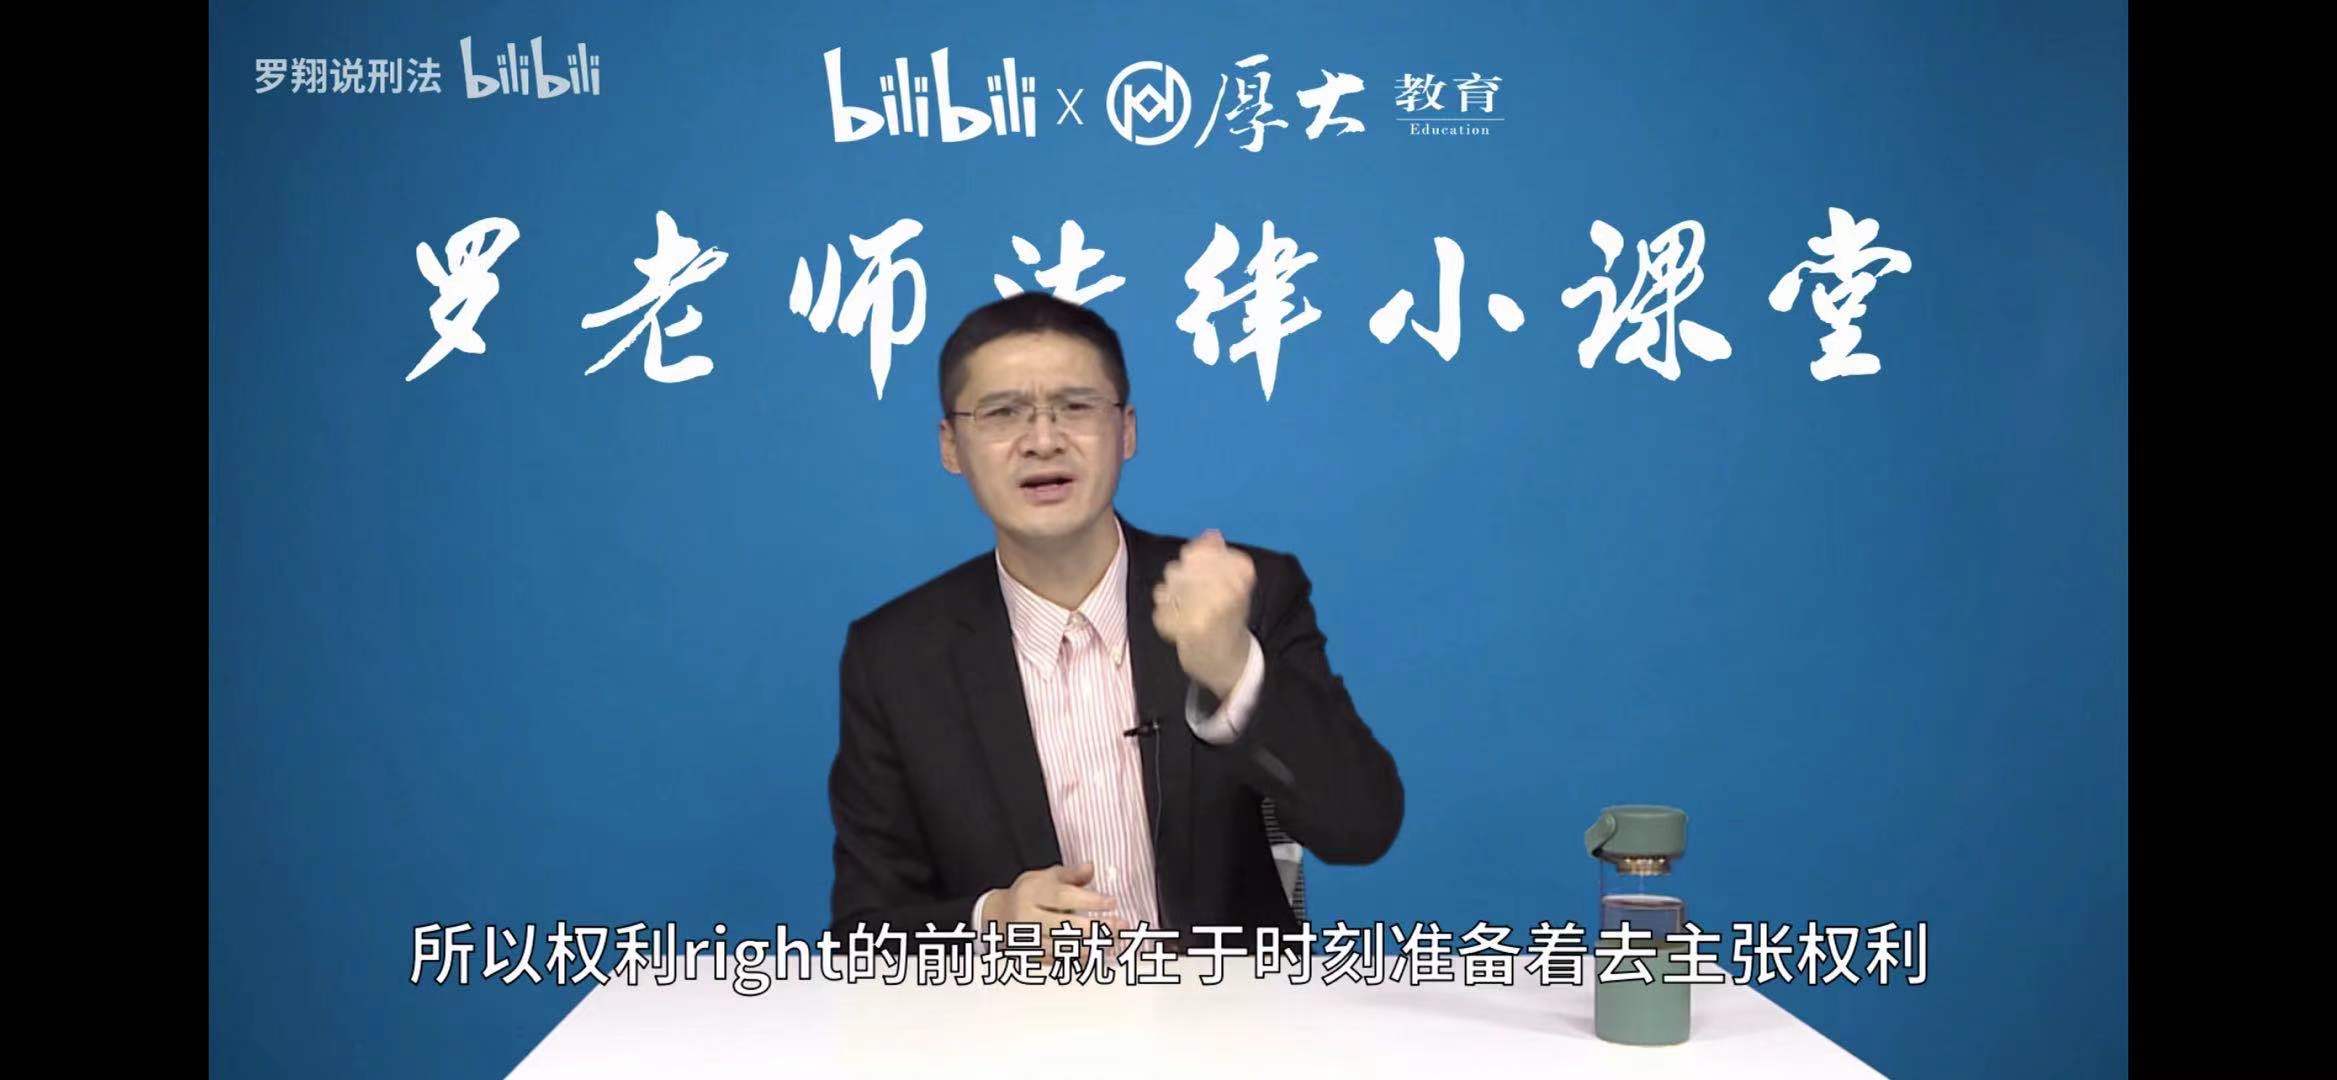 罗翔说刑法 bilibili
bilibili X 厚大 教育
Education
罗老师法律小课堂
所以权利right的前提就在于时刻准备着去主张权利